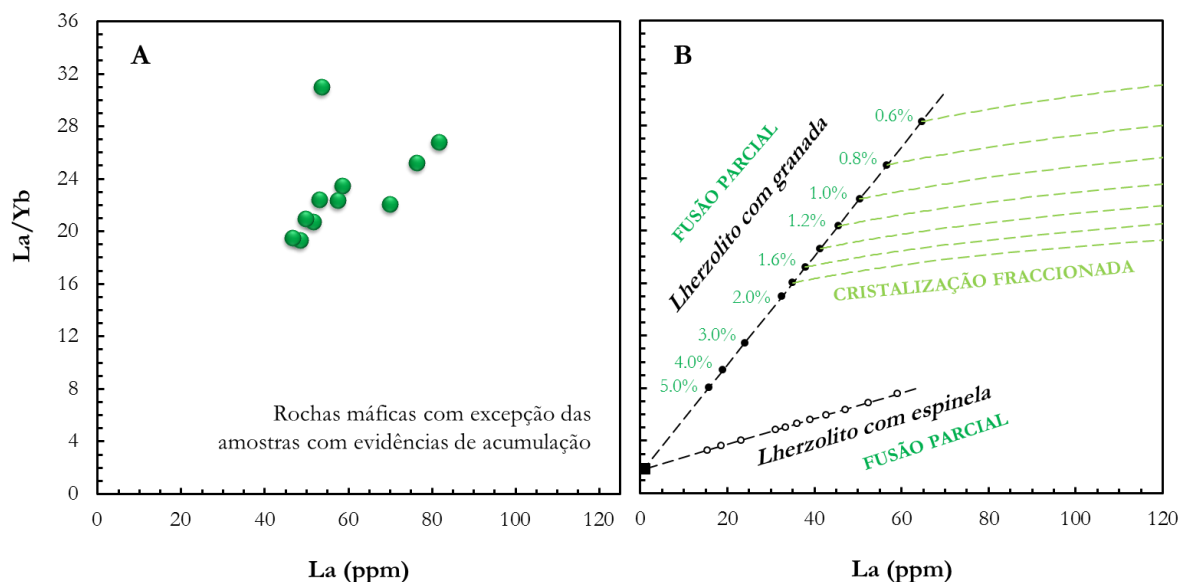 A
La/Yb
36
32
28
24
20
16
12
8
4
0
Rochas máficas com excepção das
amostras com evidências de acumulação
0 20 40 60 80 100 120
La (ppm)
B
FUSÃO PARCIAL
Lherzolito com granada
0.6%
0.8%
1.0%
1.2%
1.6%
2.0%
3.0%
4.0%
5.0%
CRISTALIZAÇÃO FRACCIONADA
Lherzolito com espinela
FUSÃO PARCIAL
0 20 40 60 80 100 120
La (ppm)